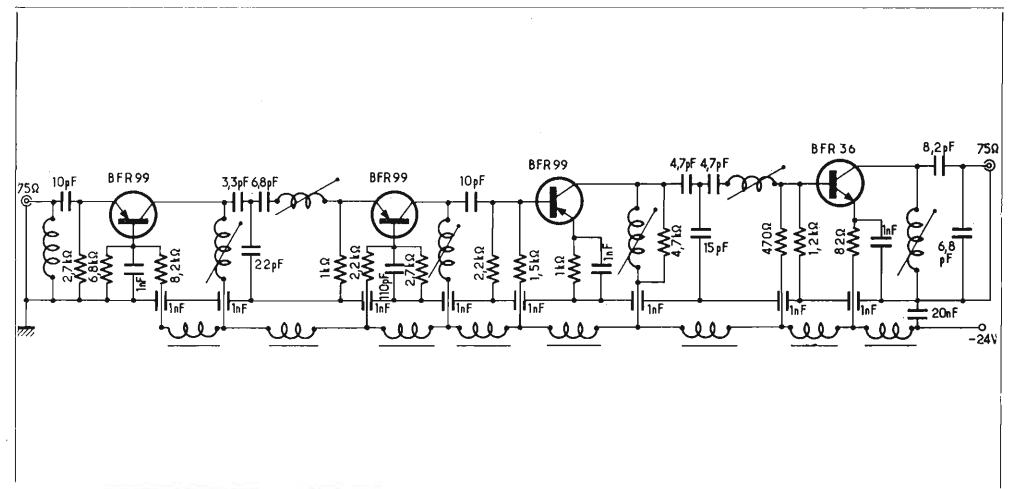 BFR99
BFR99
BFR99
BFR36
75Ω
10pF
3,3pF 6,8pF
10pF
4,7pF 4,7pF
8,2pF
75Ω
2,7kΩ
6,8kΩ
1nF
8,2kΩ
22pF
1kΩ
2,2kΩ
110pF
2,7kΩ
2,2kΩ
1,5kΩ
1kΩ
1nF
4,7kΩ
15pF
470Ω
1,2kΩ
82Ω
1nF
6,8
pF
1nF
1nF
1nF
1nF
1nF
1nF
1nF
1nF
20nF
-24V